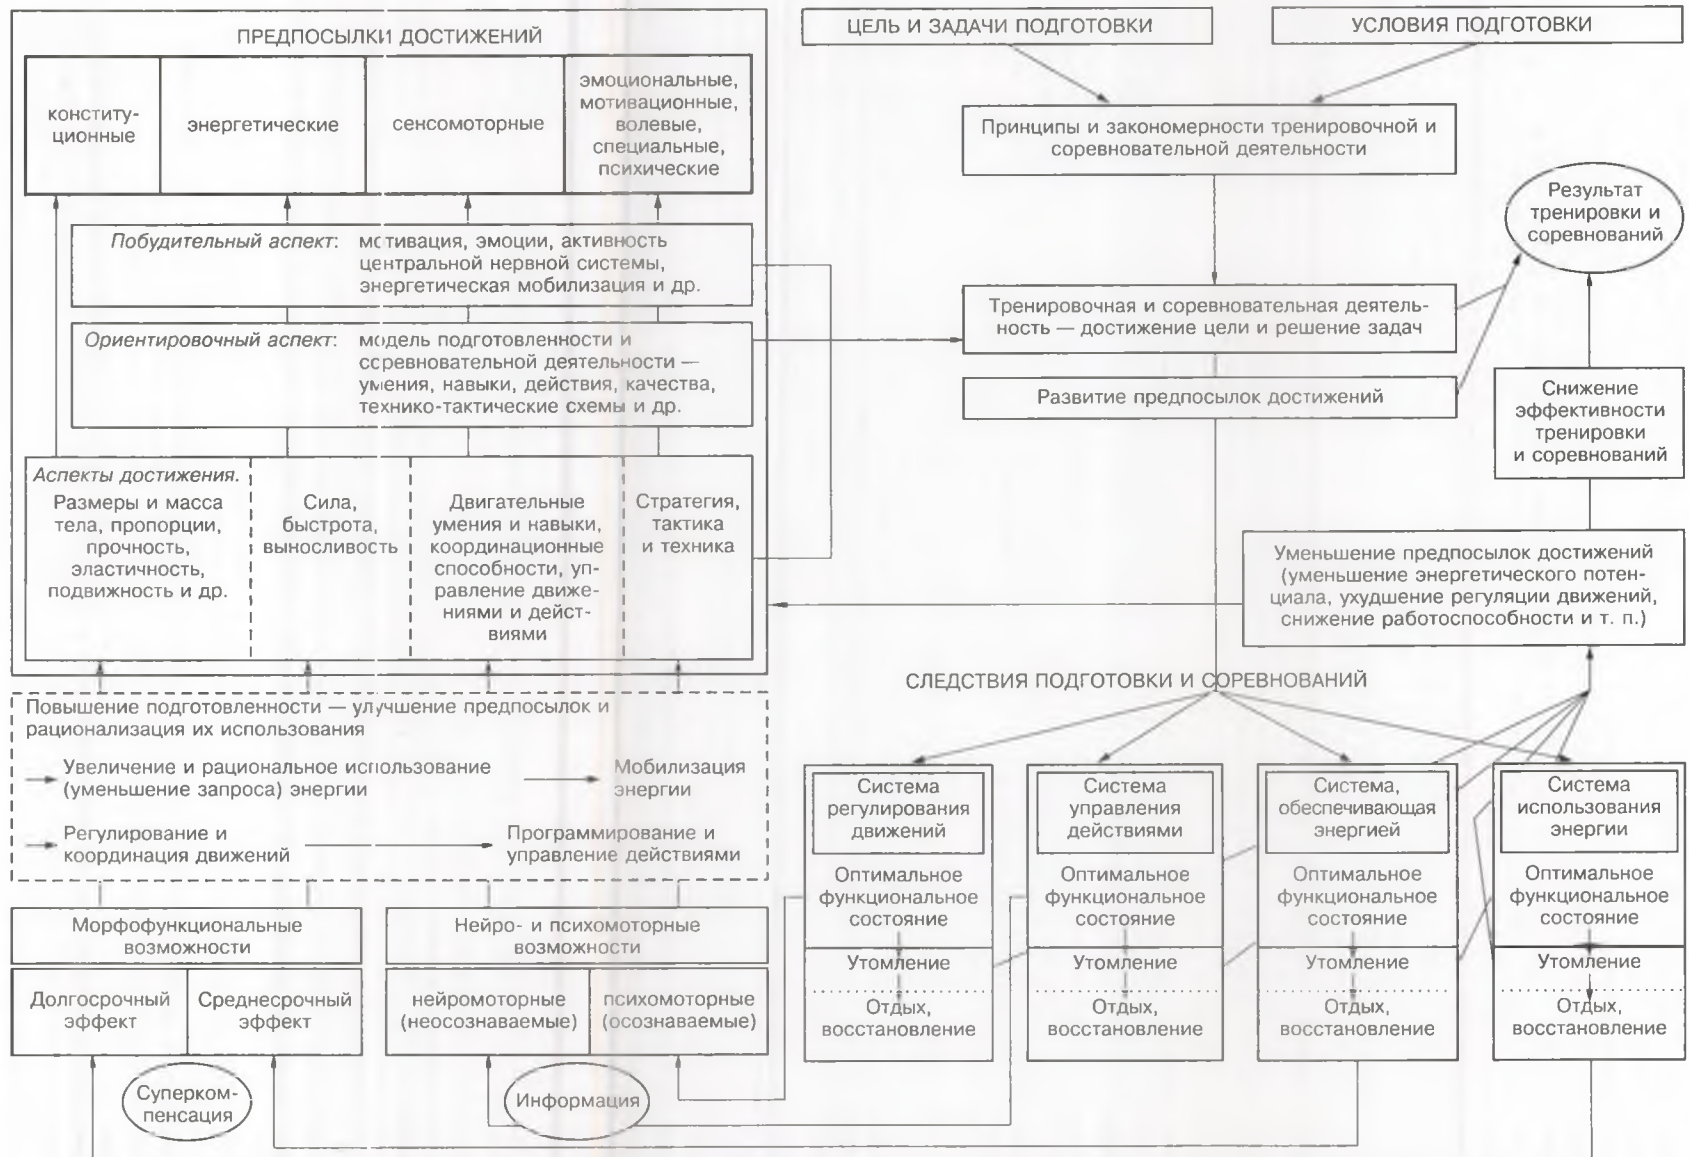 ПРЕДПОСЫЛКИ ДОСТИЖЕНИЙ
конститу-
ционные
энергетические
сенсомоторные
эмоциональные,
мотивационные,
волевые,
специальные,
психические
Побудительный аспект: мотивация, эмоции, активность
центральной нервной системы,
энергетическая мобилизация и др.
Ориентировочный аспект: модель подготовленности и
соревновательной деятельности —
умения, навыки, действия, качества,
технико-тактические схемы и др.
Аспекты достижения.
Размеры и масса
тела, пропорции,
прочность,
эластичность,
подвижность и др.
Сила,
быстрота,
выносливость
Двигательные
умения и навыки,
координационные
способности, уп-
равление движе-
ниями и дейст-
виями
Стратегия,
тактика
и техника
Повышение подготовленности — улучшение предпосылок и
рационализация их использования
Увеличение и рациональное использование
(уменьшение запроса) энергии
Мобилизация
энергии
Регулирование и
координация движений
Программирование и
управление действиями
Морфофункциональные
возможности
Долгосрочный
эффект
Среднесрочный
эффект
Суперком-
пенсация
Нейро- и психомоторные
возможности
нейромоторные
(неосознаваемые)
психомоторные
(осознаваемые)
Информация
ЦЕЛЬ И ЗАДАЧИ ПОДГОТОВКИ
УСЛОВИЯ ПОДГОТОВКИ
Принципы и закономерности тренировочной и
соревновательной деятельности
Результат
тренировки и
соревнований
Тренировочная и соревновательная деятель-
ность — достижение цели и решение задач
Развитие предпосылок достижений
Снижение
эффективности
тренировки
и соревнований
Уменьшение предпосылок достижений
(уменьшение энергетического потен-
циала, ухудшение регуляции движений,
снижение работоспособности и т. п.)
СЛЕДСТВИЯ ПОДГОТОВКИ И СОРЕВНОВАНИЙ
Система
регулирования
движений
Оптимальное
функциональное
состояние
Утомление
Отдых,
восстановление
Система
управления
действиями
Оптимальное
функциональное
состояние
Утомление
Отдых,
восстановление
Система,
обеспечивающая
энергией
Оптимальное
функциональное
состояние
Утомление
Отдых,
восстановление
Система
использования
энергии
Оптимальное
функциональное
состояние
Утомление
Отдых,
восстановление